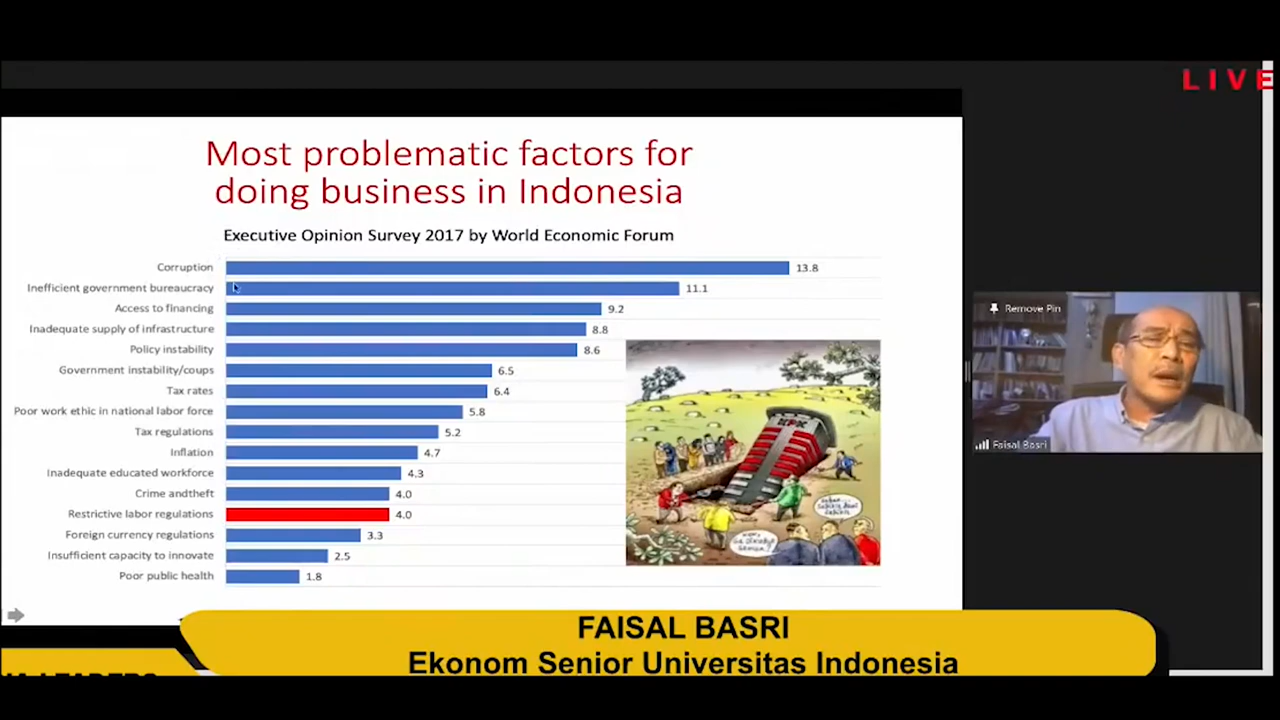 LIVE
Most problematic factors for
doing business in Indonesia
Executive Opinion Survey 2017 by World Economic Forum
Corruption 13.8
Inefficient government bureaucracy 11.1
Access to financing 9.2
Inadequate supply of infrastructure 8.8
Policy instability 8.6
Government instability/coups 6.5
Tax rates 6.4
Poor work ethic in national labor force 5.8
Tax regulations 5.2
Inflation 4.7
Inadequate educated workforce 4.3
Crime andtheft 4.0
Restrictive labor regulations 4.0
Foreign currency regulations 3.3
Insufficient capacity to innovate 2.5
Poor public health 1.8
KPK
Remove Pin
Faisal Basri
FAISAL BASRI
Ekonom Senior Universitas Indonesia